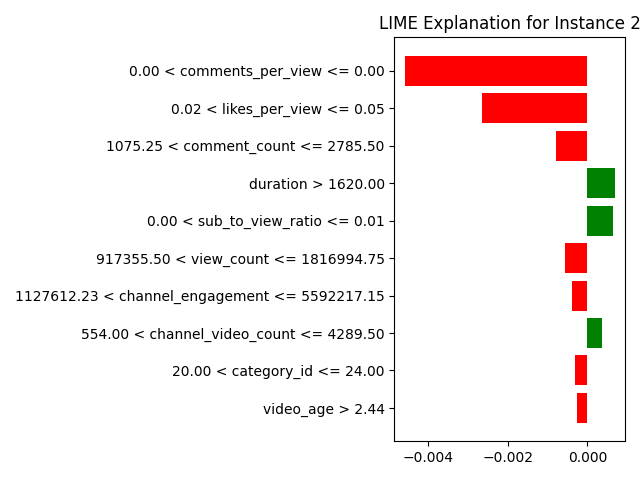 LIME Explanation for Instance 2
0.00 < comments_per_view <= 0.00
0.02 < likes_per_view <= 0.05
1075.25 < comment_count <= 2785.50
duration > 1620.00
0.00 < sub_to_view_ratio <= 0.01
917355.50 < view_count <= 1816994.75
1127612.23 < channel_engagement <= 5592217.15
554.00 < channel_video_count <= 4289.50
20.00 < category_id <= 24.00
video_age > 2.44
−0.004 −0.002 0.000